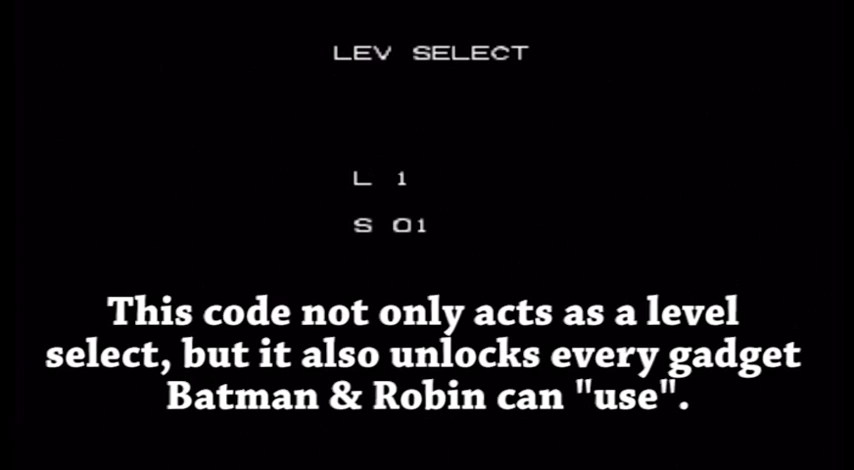 LEV SELECT
L 1
S 01
This code not only acts as a level
select, but it also unlocks every gadget
Batman & Robin can "use".